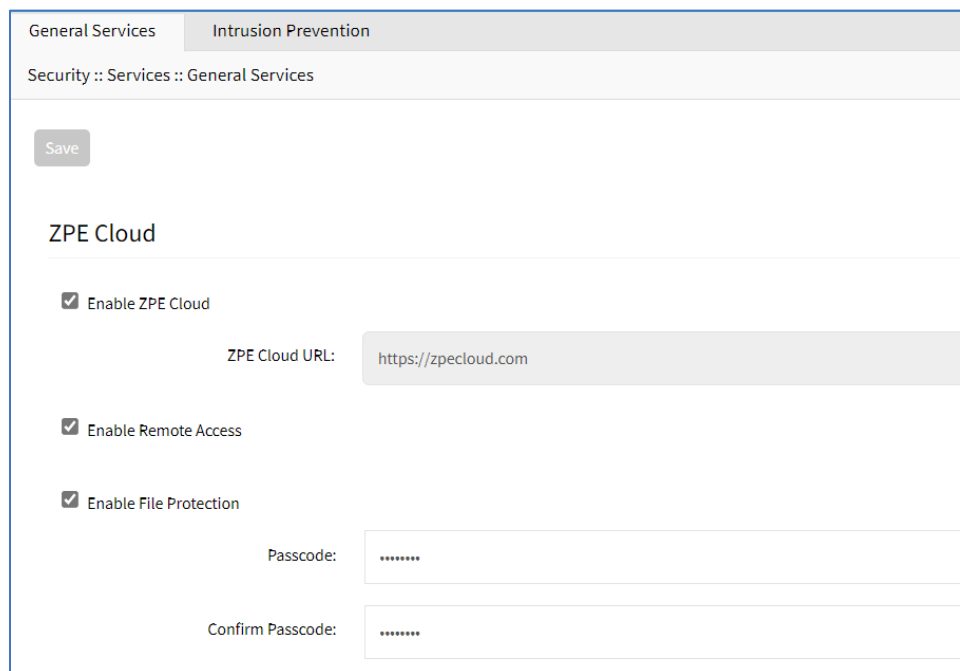 General Services Intrusion Prevention
Security :: Services :: General Services
Save
ZPE Cloud
Enable ZPE Cloud
ZPE Cloud URL: https://zpecloud.com
Enable Remote Access
Enable File Protection
Passcode: ••••••••
Confirm Passcode: ••••••••